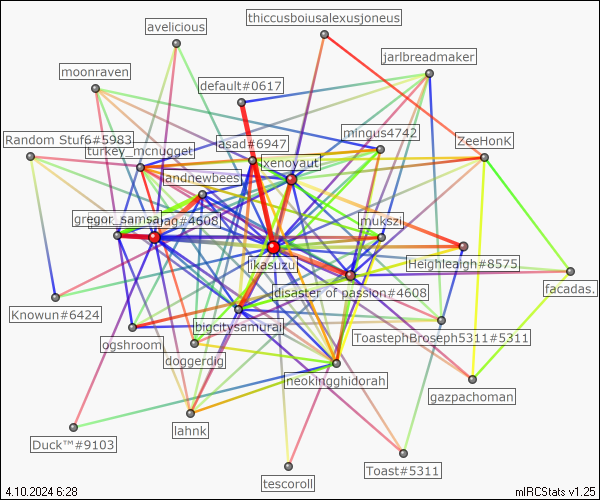 thiccusboiusalexusjoneus
avelicious
jarlbreadmaker
moonraven
default#0617
mingus4742
Random Stuf6#5983
asad#6947
ZeeHonK
turkey_mcnugget
xenoyaut
andnewbees
gregor_samsa
ag#4608
mukszi
ikasuzu
Heighleigh#8575
disaster of passion#4608
facadas.
Knowun#6424
bigcitysamurai
ToastephBroseph5311#5311
ogshroom
doggerdig
neokingghidorah
gazpachoman
lahnk
Duck™#9103
Toast#5311
tescoroll
4.10.2024 6:28
mIRCStats v1.25